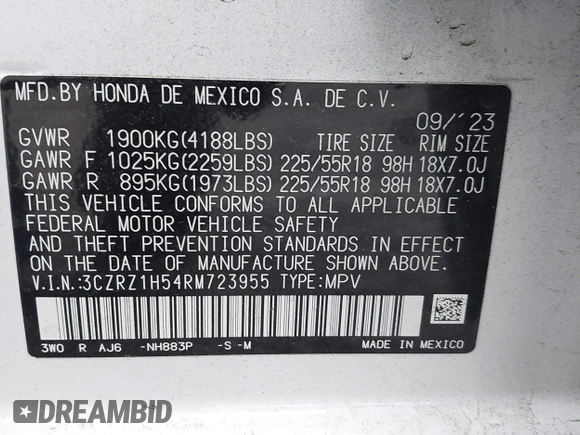 MFD.BY HONDA DE MEXICO S.A. DE C.V.
09/'23
GVWR 1900KG(4188LBS) TIRE SIZE RIM SIZE
GAWR F 1025KG(2259LBS) 225/55R18 98H 18X7.0J
GAWR R 895KG(1973LBS) 225/55R18 98H 18X7.0J
THIS VEHICLE CONFORMS TO ALL APPLICABLE
FEDERAL MOTOR VEHICLE SAFETY
AND THEFT PREVENTION STANDARDS IN EFFECT
ON THE DATE OF MANUFACTURE SHOWN ABOVE.
V.I.N.:3CZRZ1H54RM723955 TYPE:MPV
3W0 R AJ6 -NH883P -S -M MADE IN MEXICO
DREAMBID